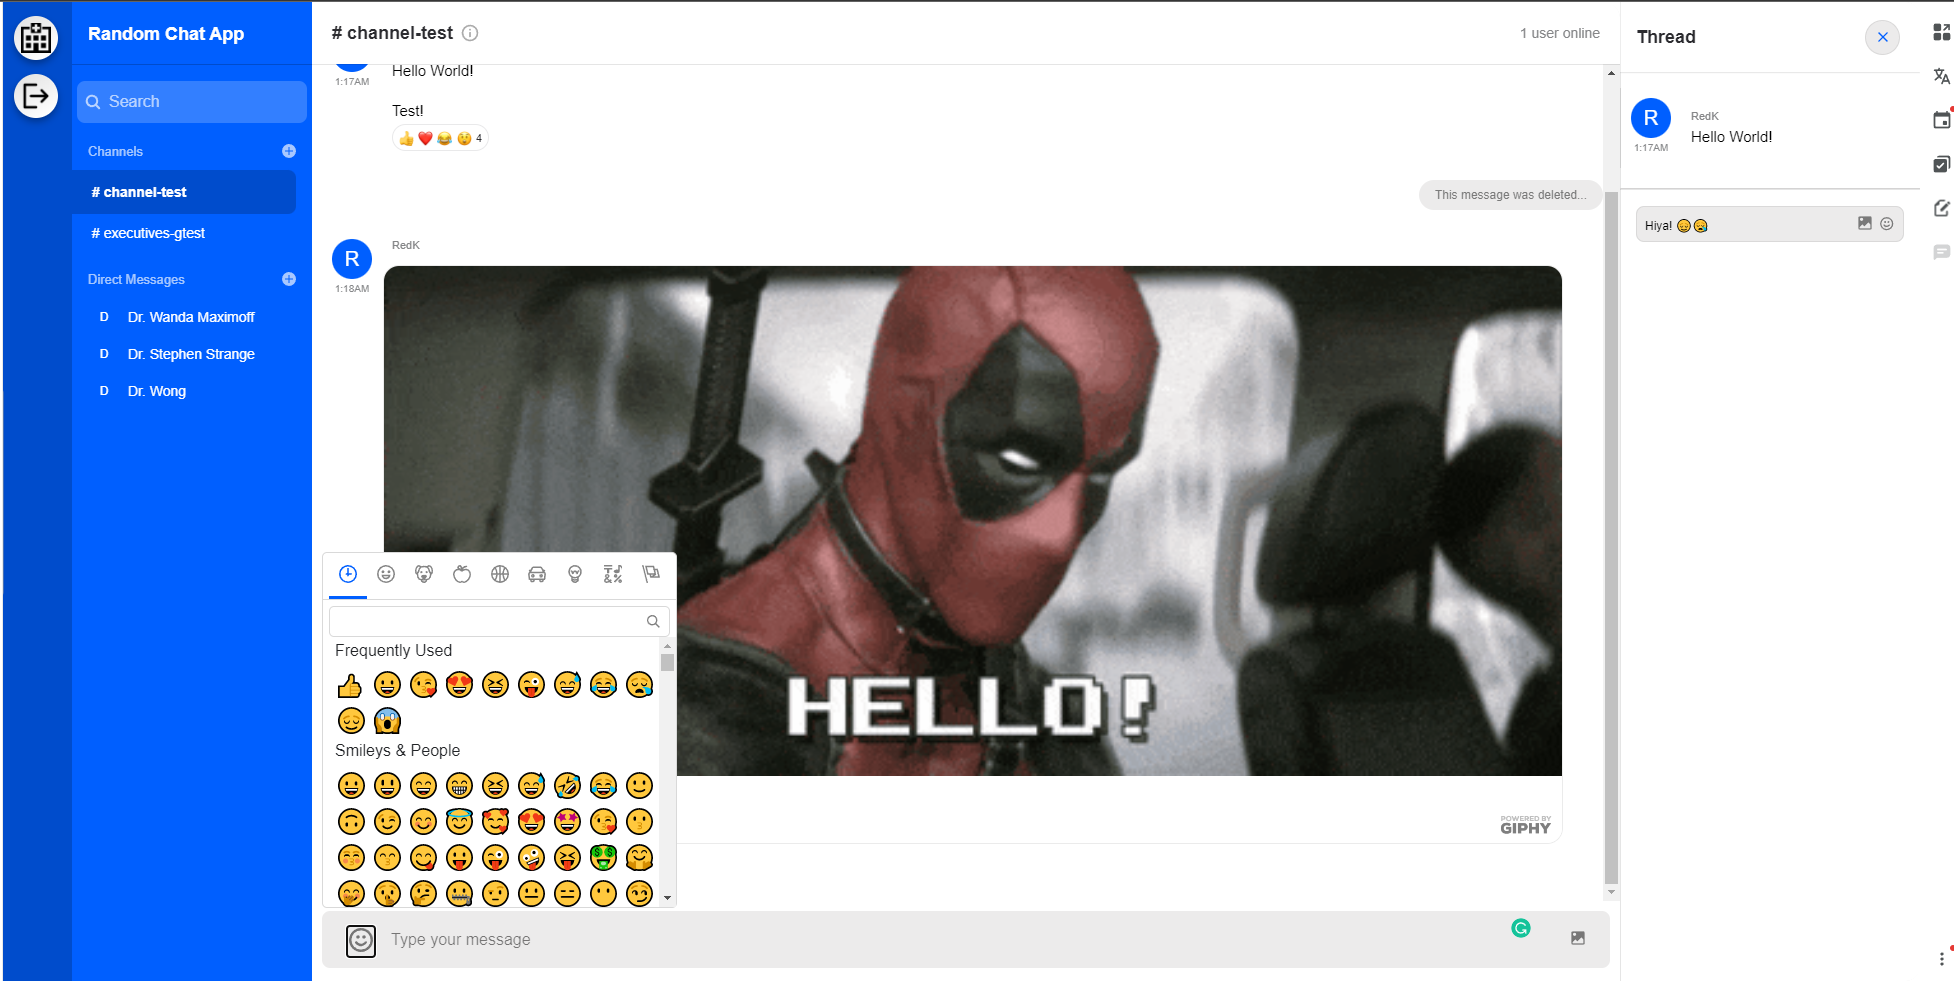 Random Chat App
Search
Channels
# channel-test
# executives-gtest
Direct Messages
D Dr. Wanda Maximoff
D Dr. Stephen Strange
D Dr. Wong
# channel-test
1 user online
Hello World!
1:17AM
Test!
4
This message was deleted...
R
RedK
1:18AM
HELLO!
POWERED BY
GIPHY
Frequently Used
Smileys & People
Type your message
Thread
R
RedK
Hello World!
1:17AM
Hiya! 😔😪